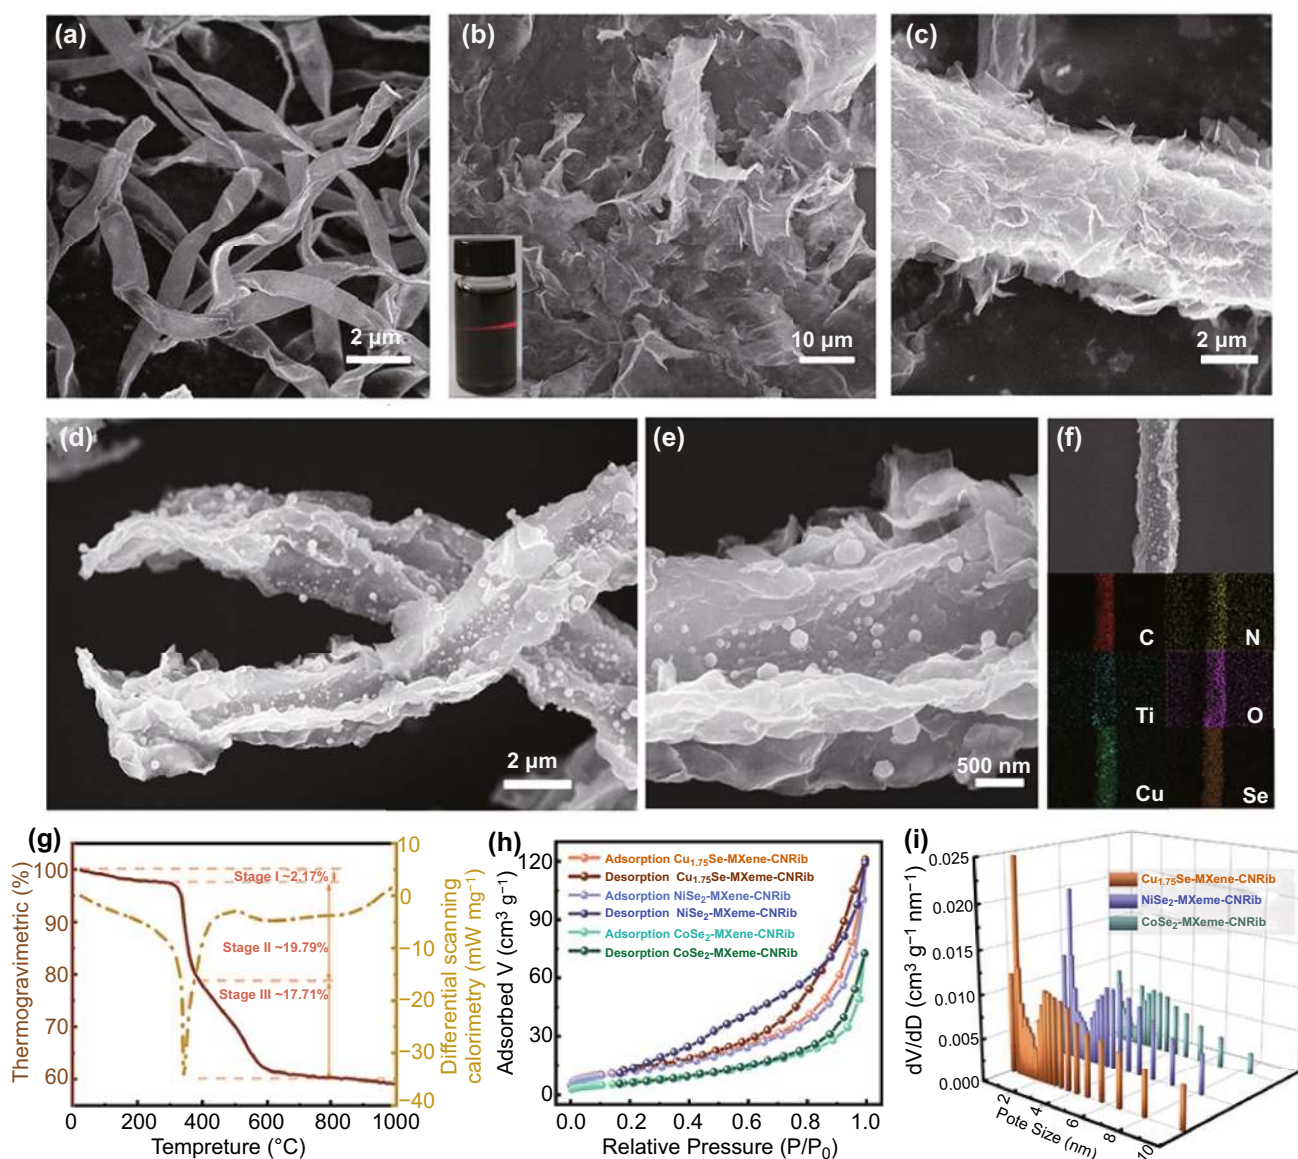 (a)
2 µm
(b)
10 µm
(c)
2 µm
(d)
2 µm
(e)
500 nm
(f)
C
N
Ti
O
Cu
Se
(g)
Thermogravimetric (%)
100
90
80
70
60
Stage I ~2.17%
Stage II ~19.79%
Stage III ~17.71%
10
0
−10
−20
−30
−40
Differential scanning
calorimetry (mW mg⁻¹)
0 200 400 600 800 1000
Tempreture (°C)
(h)
Adsorbed V (cm³ g⁻¹)
120
90
60
30
0
Adsorption Cu₁.₇₅Se-MXene-CNRib
Desorption Cu₁.₇₅Se-MXeme-CNRib
Adsorption NiSe₂-MXene-CNRib
Desorption NiSe₂-MXeme-CNRib
Adsorption CoSe₂-MXene-CNRib
Desorption CoSe₂-MXeme-CNRib
0.0 0.2 0.4 0.6 0.8 1.0
Relative Pressure (P/P₀)
(i)
dV/dD (cm³ g⁻¹ nm⁻¹)
0.025
0.020
0.015
0.010
0.005
0.000
Cu₁.₇₅Se-MXene-CNRib
NiSe₂-MXeme-CNRib
CoSe₂-MXeme-CNRib
2 4 6 8 10
Pote Size (nm)